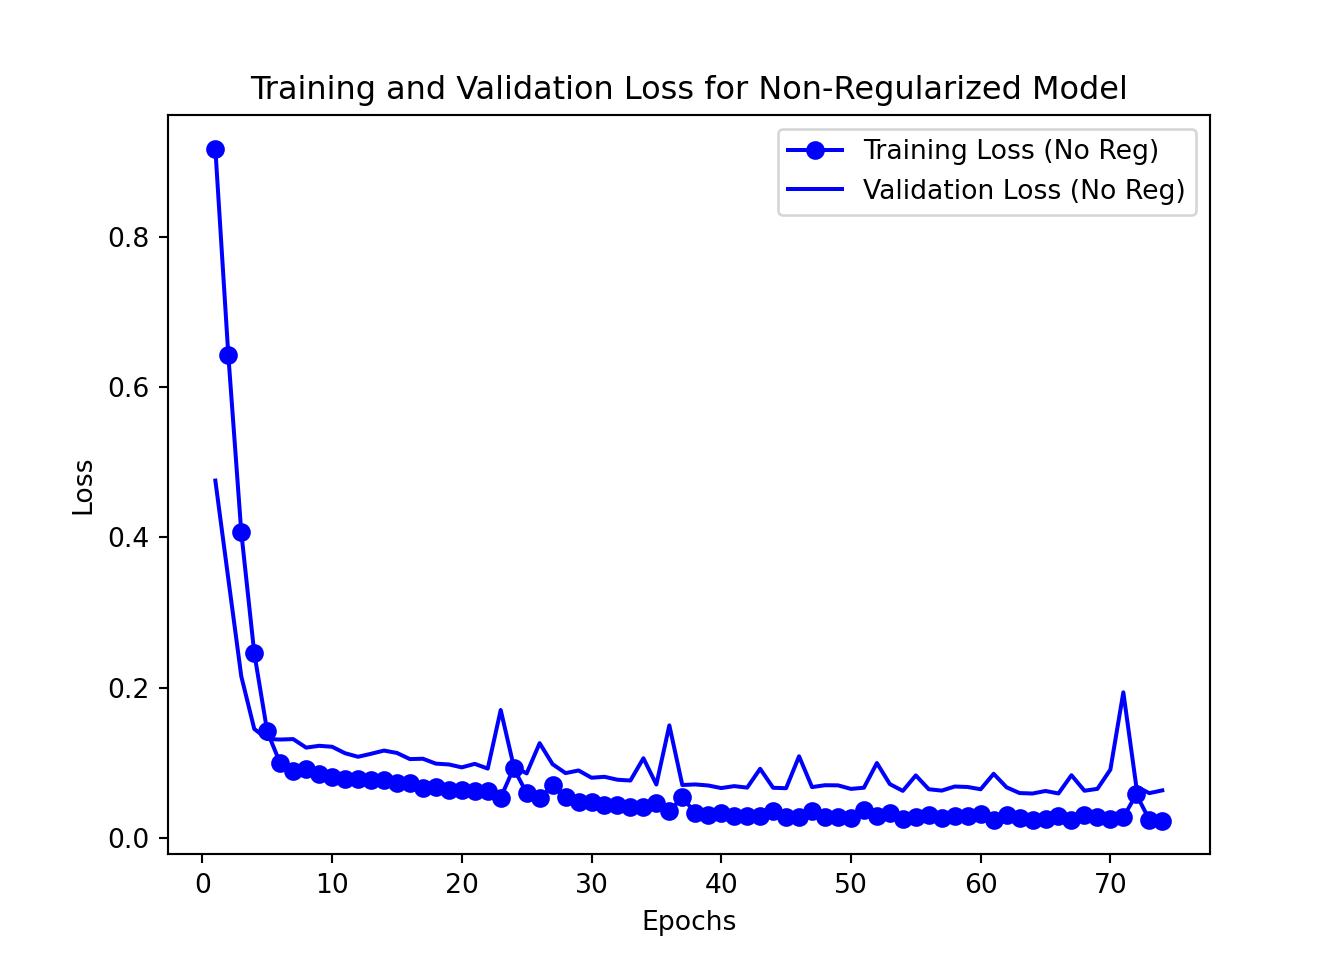 Training and Validation Loss for Non-Regularized Model
Training Loss (No Reg)
Validation Loss (No Reg)
0.8
0.6
0.4
0.2
0.0
Loss
0 10 20 30 40 50 60 70
Epochs